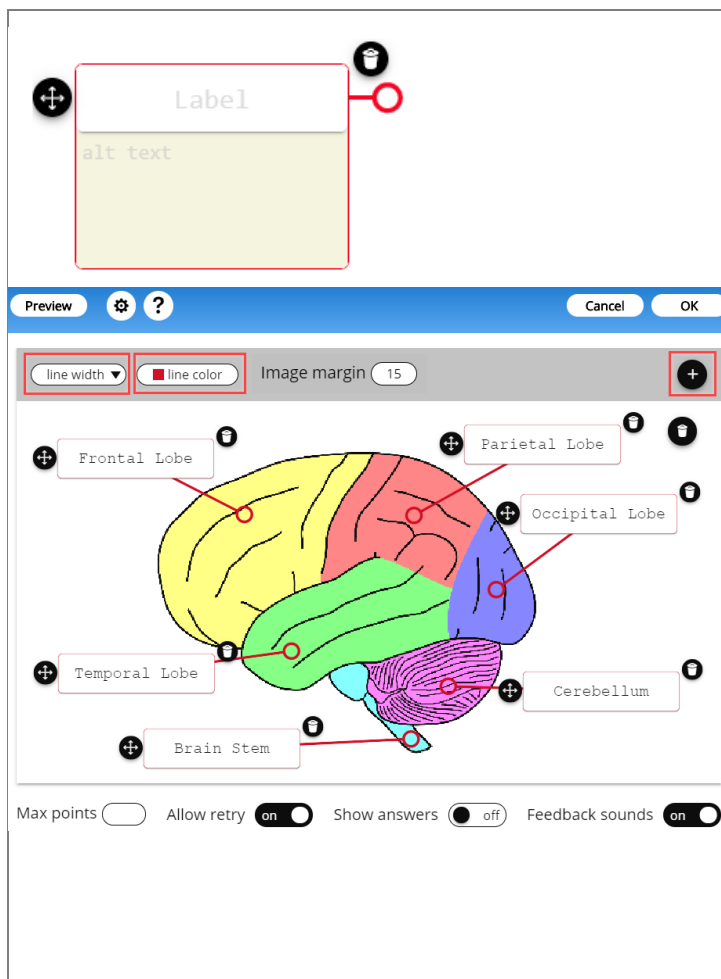 Label
alt text
Preview ? Cancel OK
line width line color Image margin 15 +
Frontal Lobe
Parietal Lobe
Occipital Lobe
Temporal Lobe
Cerebellum
Brain Stem
Max points Allow retry on Show answers off Feedback sounds on